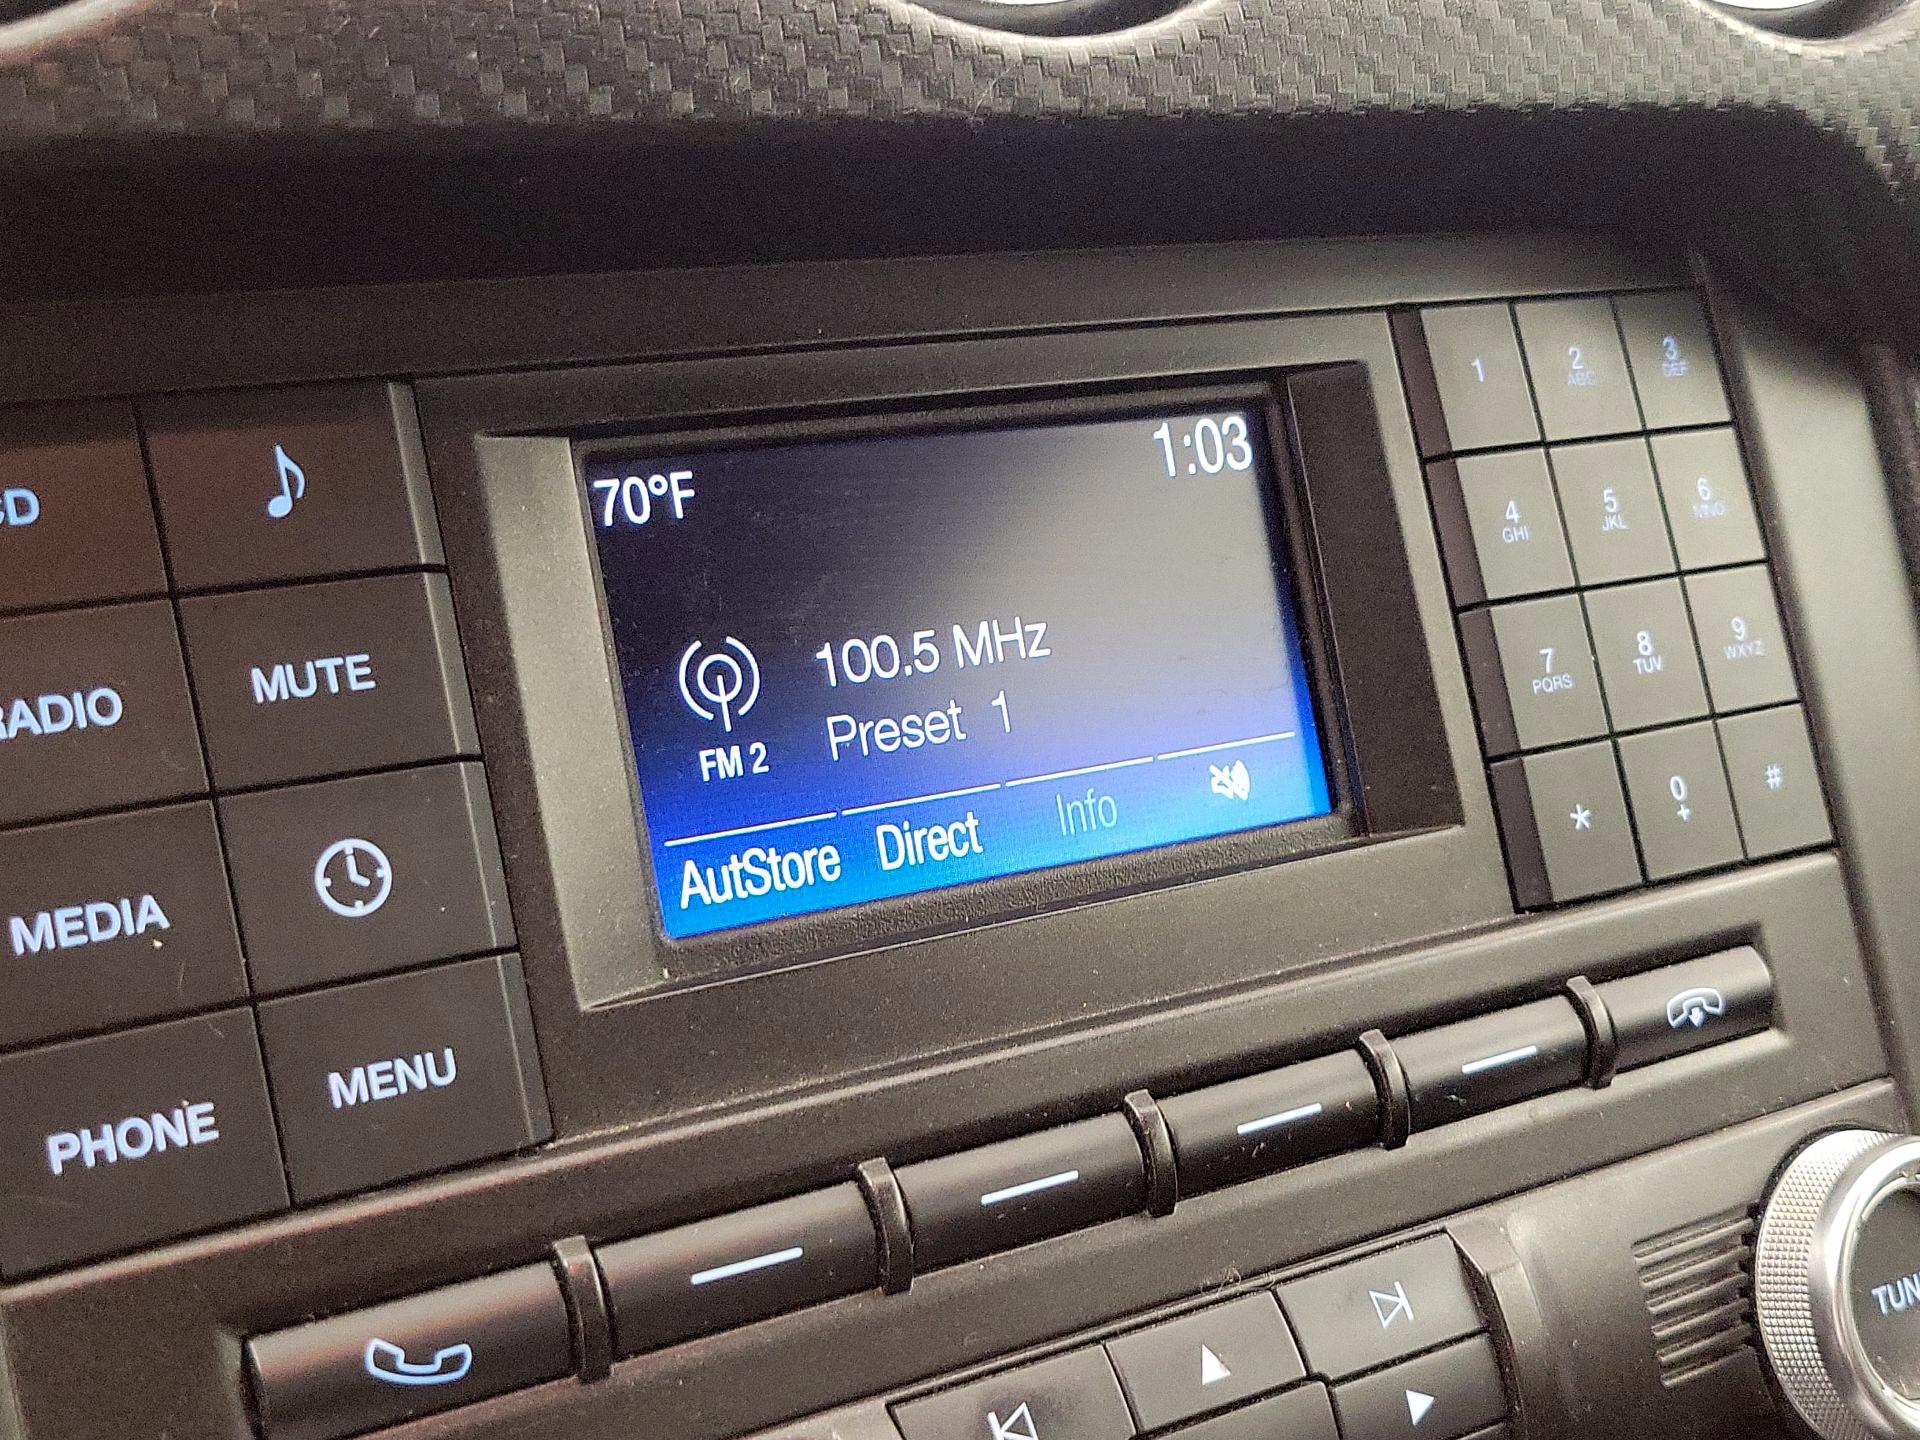 70°F
1:03
100.5 MHz
Preset 1
FM 2
AutStore
Direct
Info
CD
RADIO
MUTE
MEDIA
PHONE
MENU
1
2
ABC
3
DEF
4
GHI
5
JKL
6
MNO
7
PQRS
8
TUV
9
WXYZ
*
0
+
#
TUN